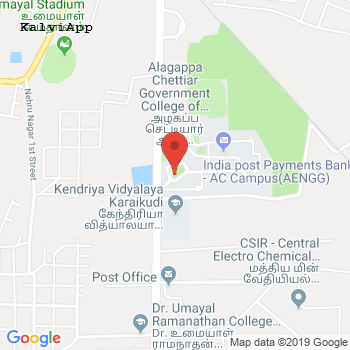 umayal Stadium
உமையாள்
KalviApp
Nehru Nagar 1st Street
Alagappa
Chettiar
Government
College of...
அழகப்ப
செட்டியார்
India post Payments Bank
- AC Campus(AENGG)
Kendriya Vidyalaya
Karaikudi
கேந்திரியா
வித்யாலயா...
CSIR - Central
Electro Chemical...
மத்திய மின்
வேதியியல்
Post Office
Dr. Umayal
Ramanathan College...
Dr. உமையாள்
ராமநாதன்
Google
Map data ©2019 Google